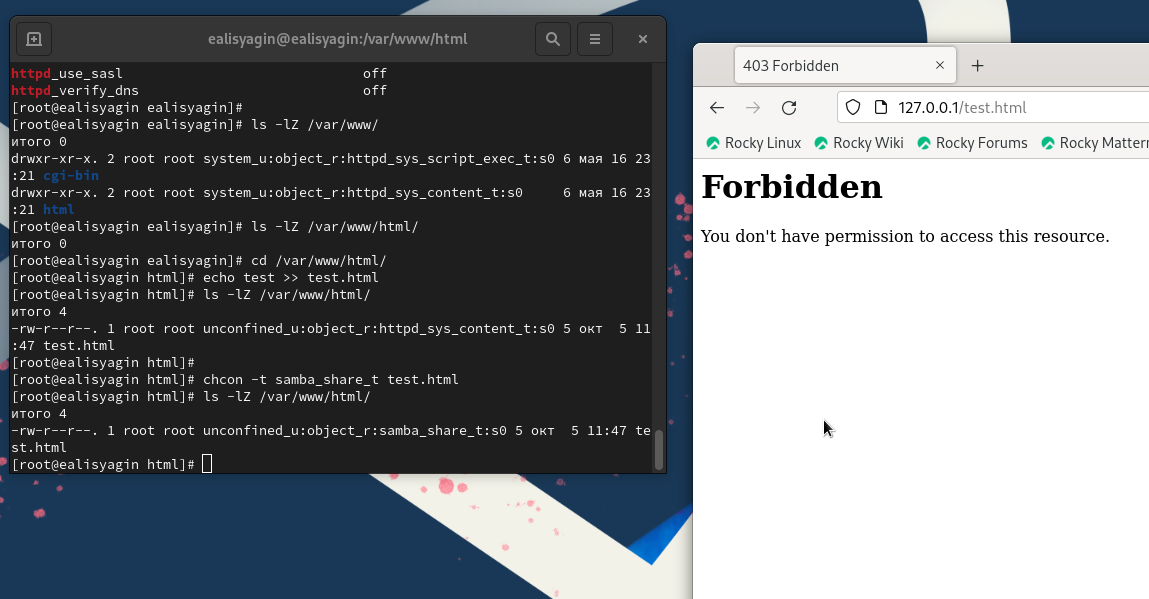 ealisyagin@ealisyagin:/var/www/html
httpd_use_sasl                              off
httpd_verify_dns                            off
[root@ealisyagin ealisyagin]#
[root@ealisyagin ealisyagin]# ls -lZ /var/www/
итого 0
drwxr-xr-x. 2 root root system_u:object_r:httpd_sys_script_exec_t:s0 6 мая 16 23
:21 cgi-bin
drwxr-xr-x. 2 root root system_u:object_r:httpd_sys_content_t:s0     6 мая 16 23
:21 html
[root@ealisyagin ealisyagin]# ls -lZ /var/www/html/
итого 0
[root@ealisyagin ealisyagin]# cd /var/www/html/
[root@ealisyagin html]# echo test >> test.html
[root@ealisyagin html]# ls -lZ /var/www/html/
итого 4
-rw-r--r--. 1 root root unconfined_u:object_r:httpd_sys_content_t:s0 5 окт  5 11
:47 test.html
[root@ealisyagin html]#
[root@ealisyagin html]# chcon -t samba_share_t test.html
[root@ealisyagin html]# ls -lZ /var/www/html/
итого 4
-rw-r--r--. 1 root root unconfined_u:object_r:samba_share_t:s0 5 окт  5 11:47 te
st.html
[root@ealisyagin html]#
403 Forbidden
127.0.0.1/test.html
Rocky Linux Rocky Wiki Rocky Forums Rocky Mattern
Forbidden
You don't have permission to access this resource.